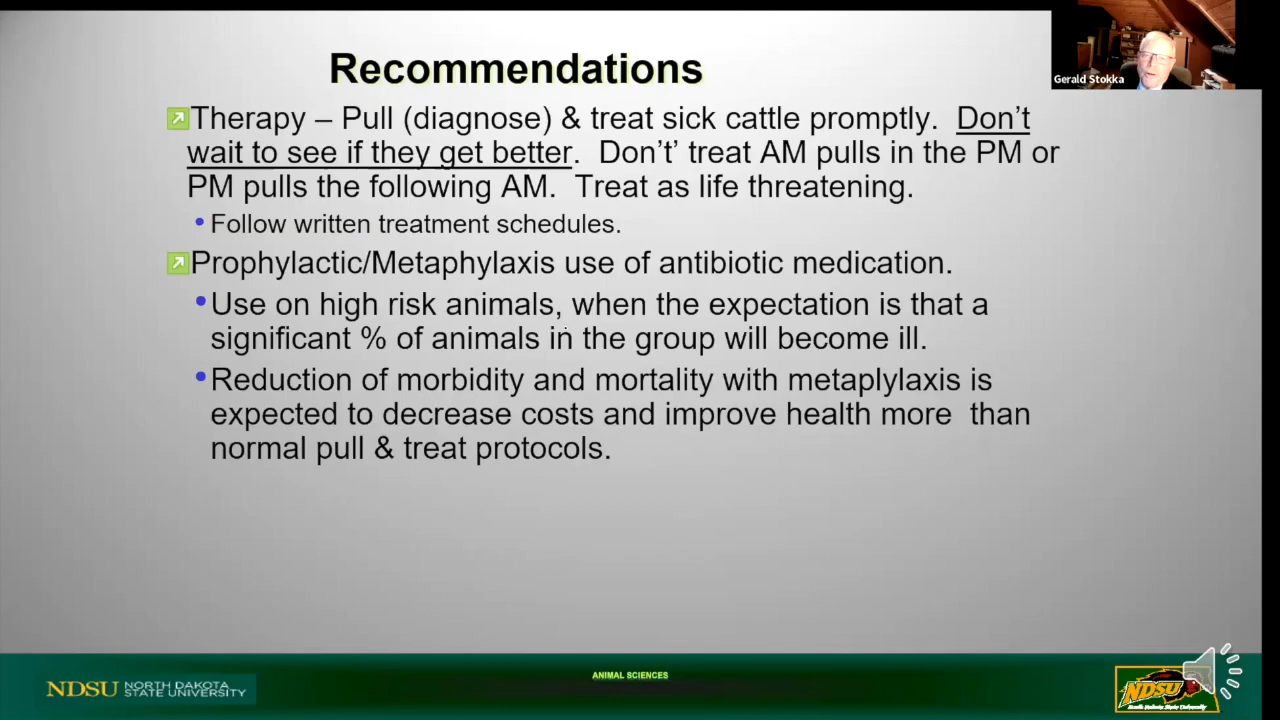 Recommendations
Gerald Stokka
Therapy – Pull (diagnose) & treat sick cattle promptly. Don't
wait to see if they get better. Don't' treat AM pulls in the PM or
PM pulls the following AM. Treat as life threatening.
Follow written treatment schedules.
Prophylactic/Metaphylaxis use of antibiotic medication.
Use on high risk animals, when the expectation is that a
significant % of animals in the group will become ill.
Reduction of morbidity and mortality with metaplylaxis is
expected to decrease costs and improve health more than
normal pull & treat protocols.
NDSU NORTH DAKOTA
STATE UNIVERSITY
ANIMAL SCIENCES
NDSU
North Dakota State University